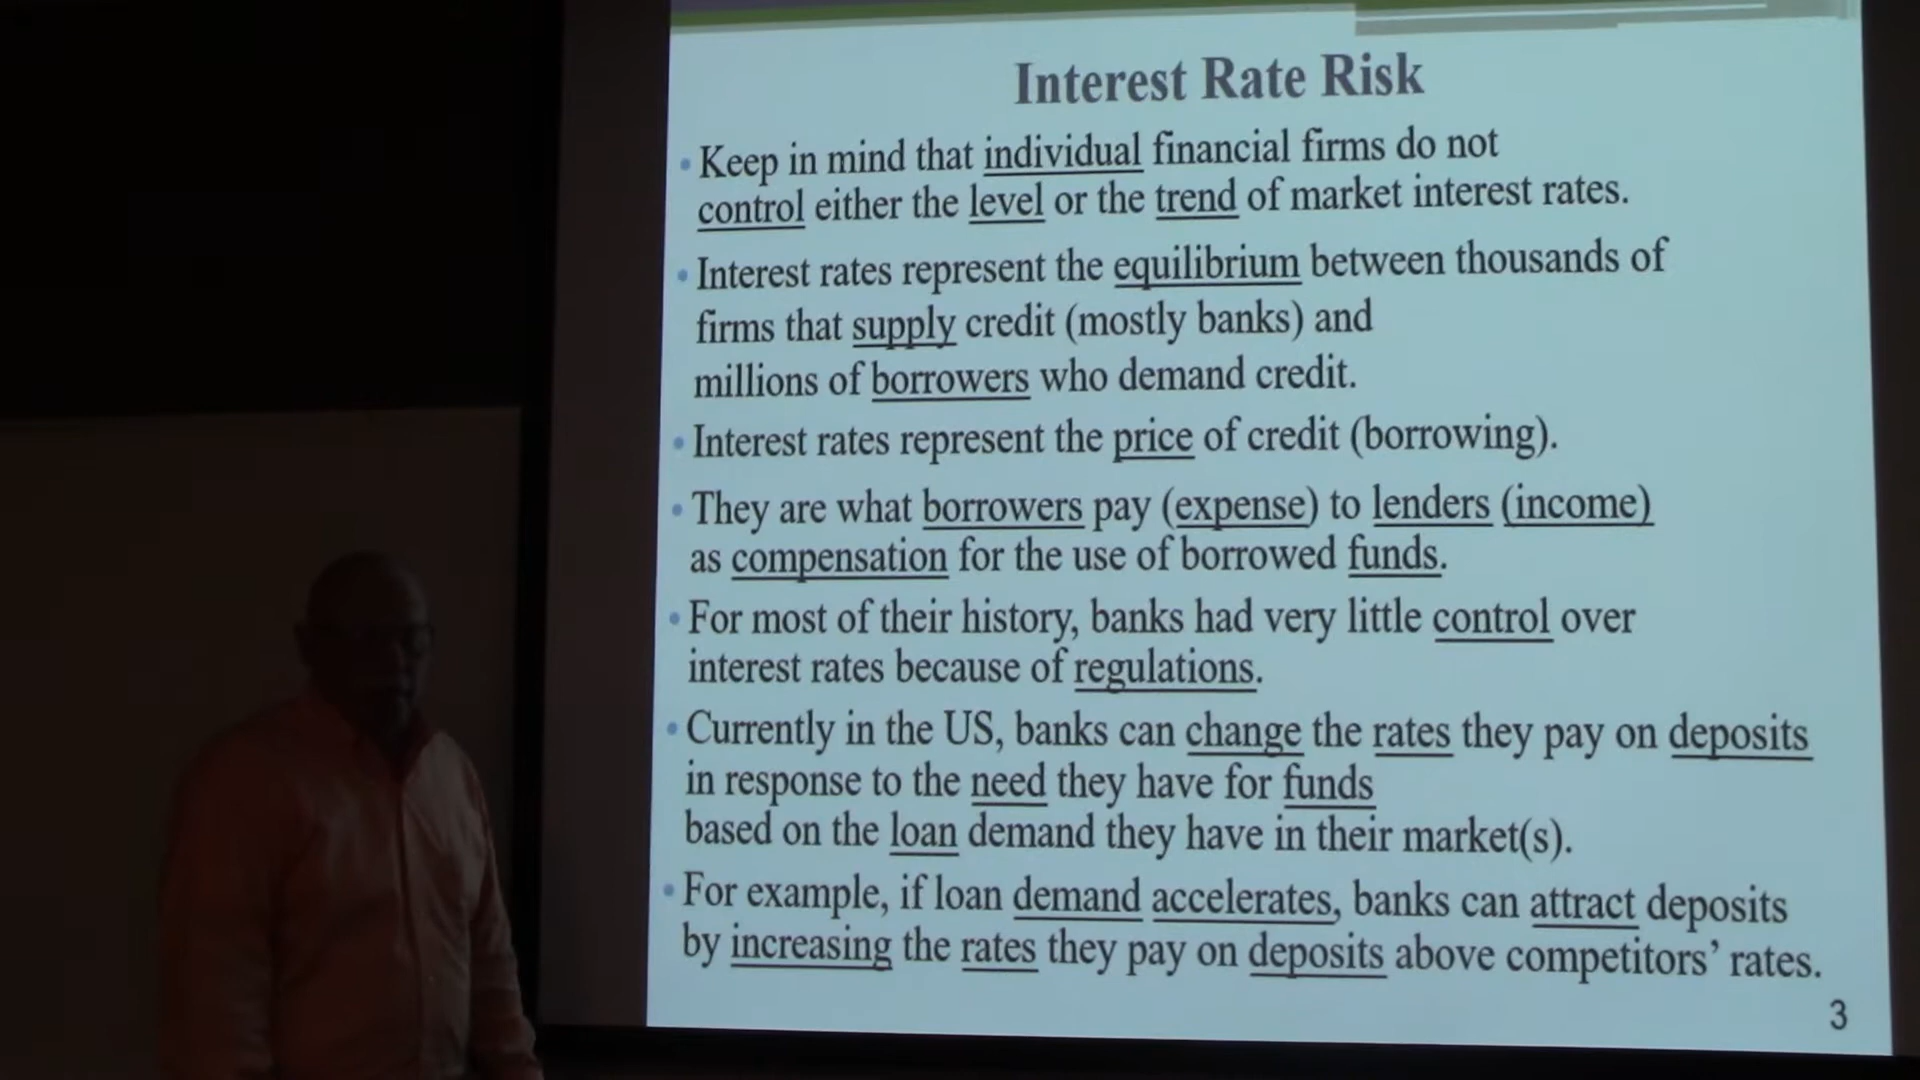 Interest Rate Risk
• Keep in mind that individual financial firms do not
control either the level or the trend of market interest rates.
• Interest rates represent the equilibrium between thousands of
firms that supply credit (mostly banks) and
millions of borrowers who demand credit.
• Interest rates represent the price of credit (borrowing).
• They are what borrowers pay (expense) to lenders (income)
as compensation for the use of borrowed funds.
• For most of their history, banks had very little control over
interest rates because of regulations.
• Currently in the US, banks can change the rates they pay on deposits
in response to the need they have for funds
based on the loan demand they have in their market(s).
• For example, if loan demand accelerates, banks can attract deposits
by increasing the rates they pay on deposits above competitors’ rates.
3